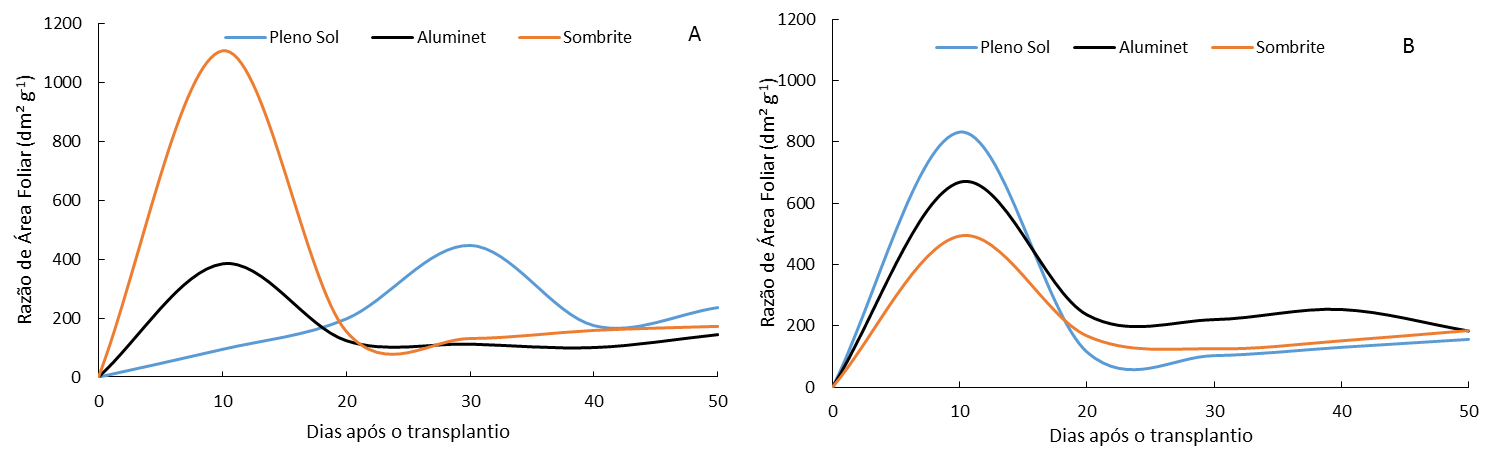 Pleno Sol Aluminet Sombrite
A
Razão de Área Foliar (dm² g⁻¹)
1200
1000
800
600
400
200
0
0 10 20 30 40 50
Dias após o transplantio
Pleno Sol Aluminet Sombrite
B
Razão de Área Foliar (dm² g⁻¹)
1200
1000
800
600
400
200
0
0 10 20 30 40 50
Dias após o transplantio